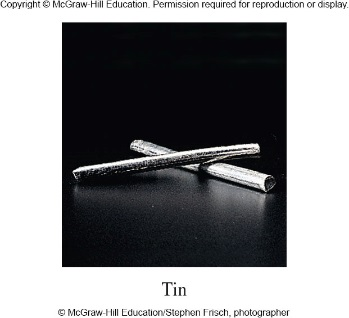 Copyright © McGraw-Hill Education. Permission required for reproduction or display.
Tin
© McGraw-Hill Education/Stephen Frisch, photographer